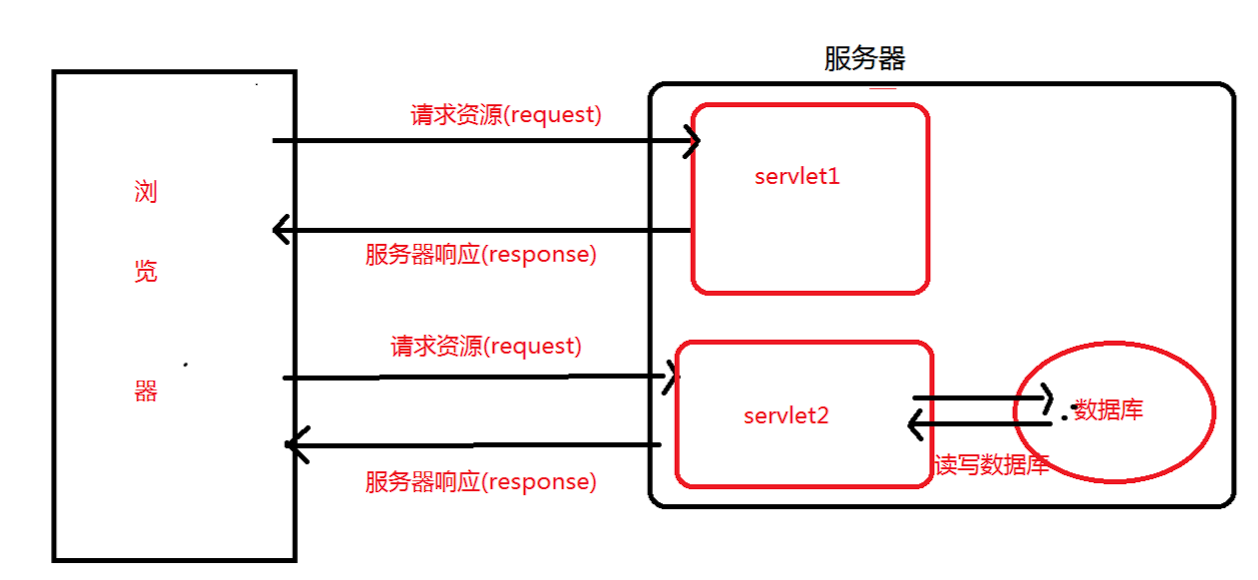 服务器
请求资源(request)
浏
览
器
servlet1
服务器响应(response)
请求资源(request)
servlet2
数据库
读写数据库
服务器响应(response)